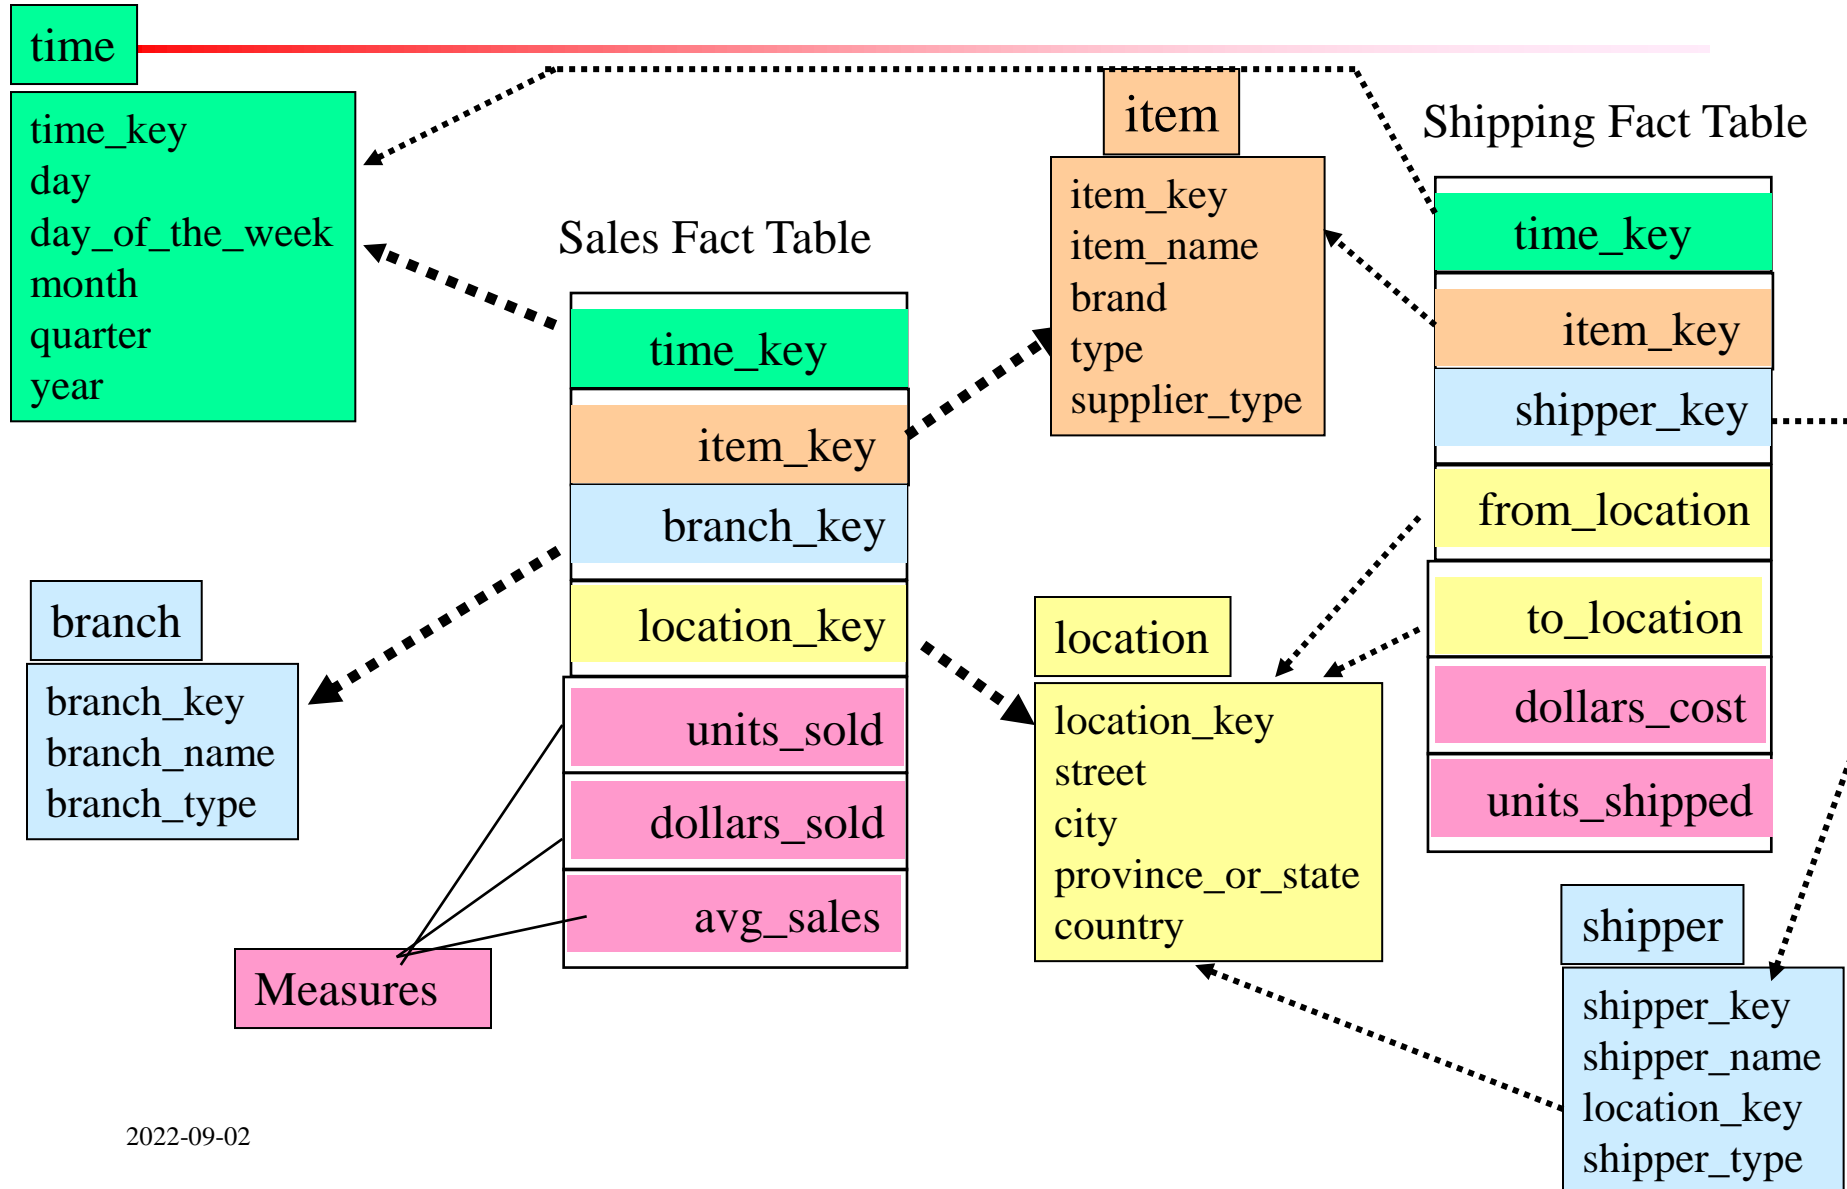 time
time_key
day
day_of_the_week
month
quarter
year
Sales Fact Table
time_key
item_key
branch_key
location_key
units_sold
dollars_sold
avg_sales
Measures
branch
branch_key
branch_name
branch_type
item
item_key
item_name
brand
type
supplier_type
location
location_key
street
city
province_or_state
country
Shipping Fact Table
time_key
item_key
shipper_key
from_location
to_location
dollars_cost
units_shipped
shipper
shipper_key
shipper_name
location_key
shipper_type
2022-09-02